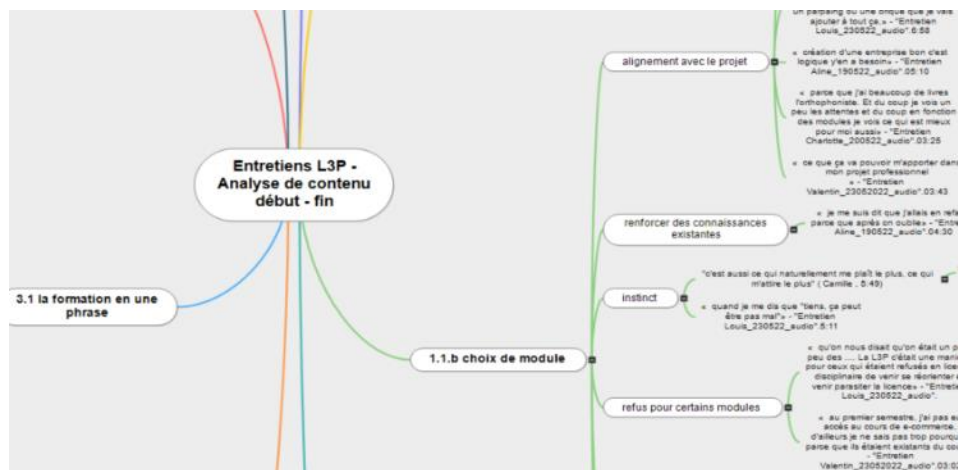 un parpaing ou une brique que je vais
ajouter à tout ça.» - "Entretien
Louis_230522_audio".6:58
alignement avec le projet
« création d'une entreprise bon c'est
logique y'en a besoin» - "Entretien
Aline_190522_audio".05:10
« parce que j'ai beaucoup de livres
l'orthophoniste. Et du coup je vois un
peu les attentes et du coup en fonction
des modules je vois ce qui est mieux
pour moi aussi» - "Entretien
Charlotte_200522_audio".03:25
« ce que ça va pouvoir m'apporter dans
mon projet professionnel
» - "Entretien
Valentin_23052022_audio".03:43
Entretiens L3P -
Analyse de contenu
début - fin
renforcer des connaissances
existantes
« je me suis dit que j'allais en refa
parce que après on oublie» - "Entre
Aline_190522_audio".04:30
3.1 la formation en une
phrase
instinct
"c'est aussi ce qui naturellement me plaît le plus, ce qui
m'attire le plus" ( Camille . 5:49)
« quand je me dis que "tiens, ça peut
être pas mal"» - "Entretien
Louis_230522_audio".5:11
1.1.b choix de module
refus pour certains modules
« qu'on nous disait qu'on était un p
peu des .... La L3P c'était une mani
pour ceux qui étaient refusés en licen
disciplinaire de venir se réorienter
venir parasiter la licence» - "Entretie
Louis_230522_audio".
« au premier semestre, j'ai pas e
accès au cours de e-commerce,
d'ailleurs je ne sais pas trop pourqu
parce que ils étaient existants du cou
- "Entretien
Valentin_23052022_audio".03:03